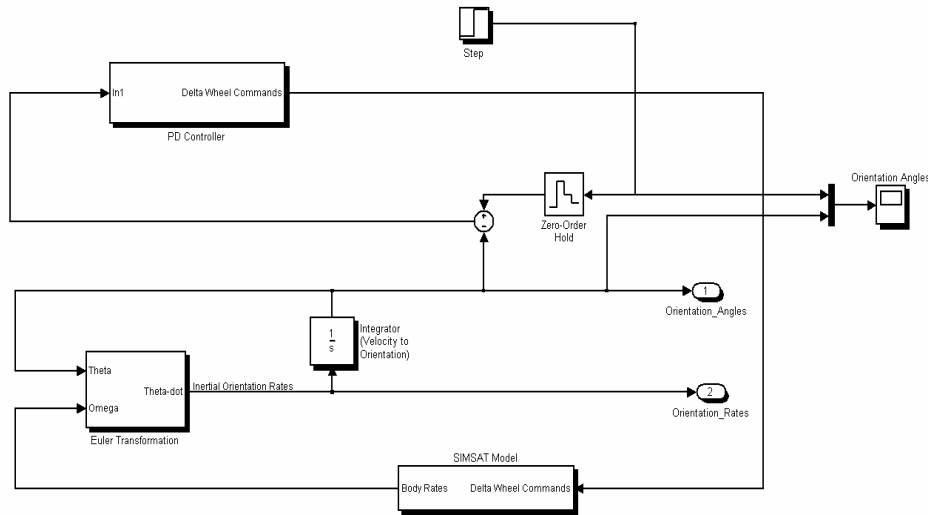 Step
In1
Delta Wheel Commands
PD Controller
Orientation Angles
+
-
Zero-Order
Hold
1
Orientation_Angles
1
s
Integrator
(Velocity to
Orientation)
Theta
Theta-dot
Inertial Orientation Rates
Omega
2
Orientation_Rates
Euler Transformation
SIMSAT Model
Body Rates
Delta Wheel Commands